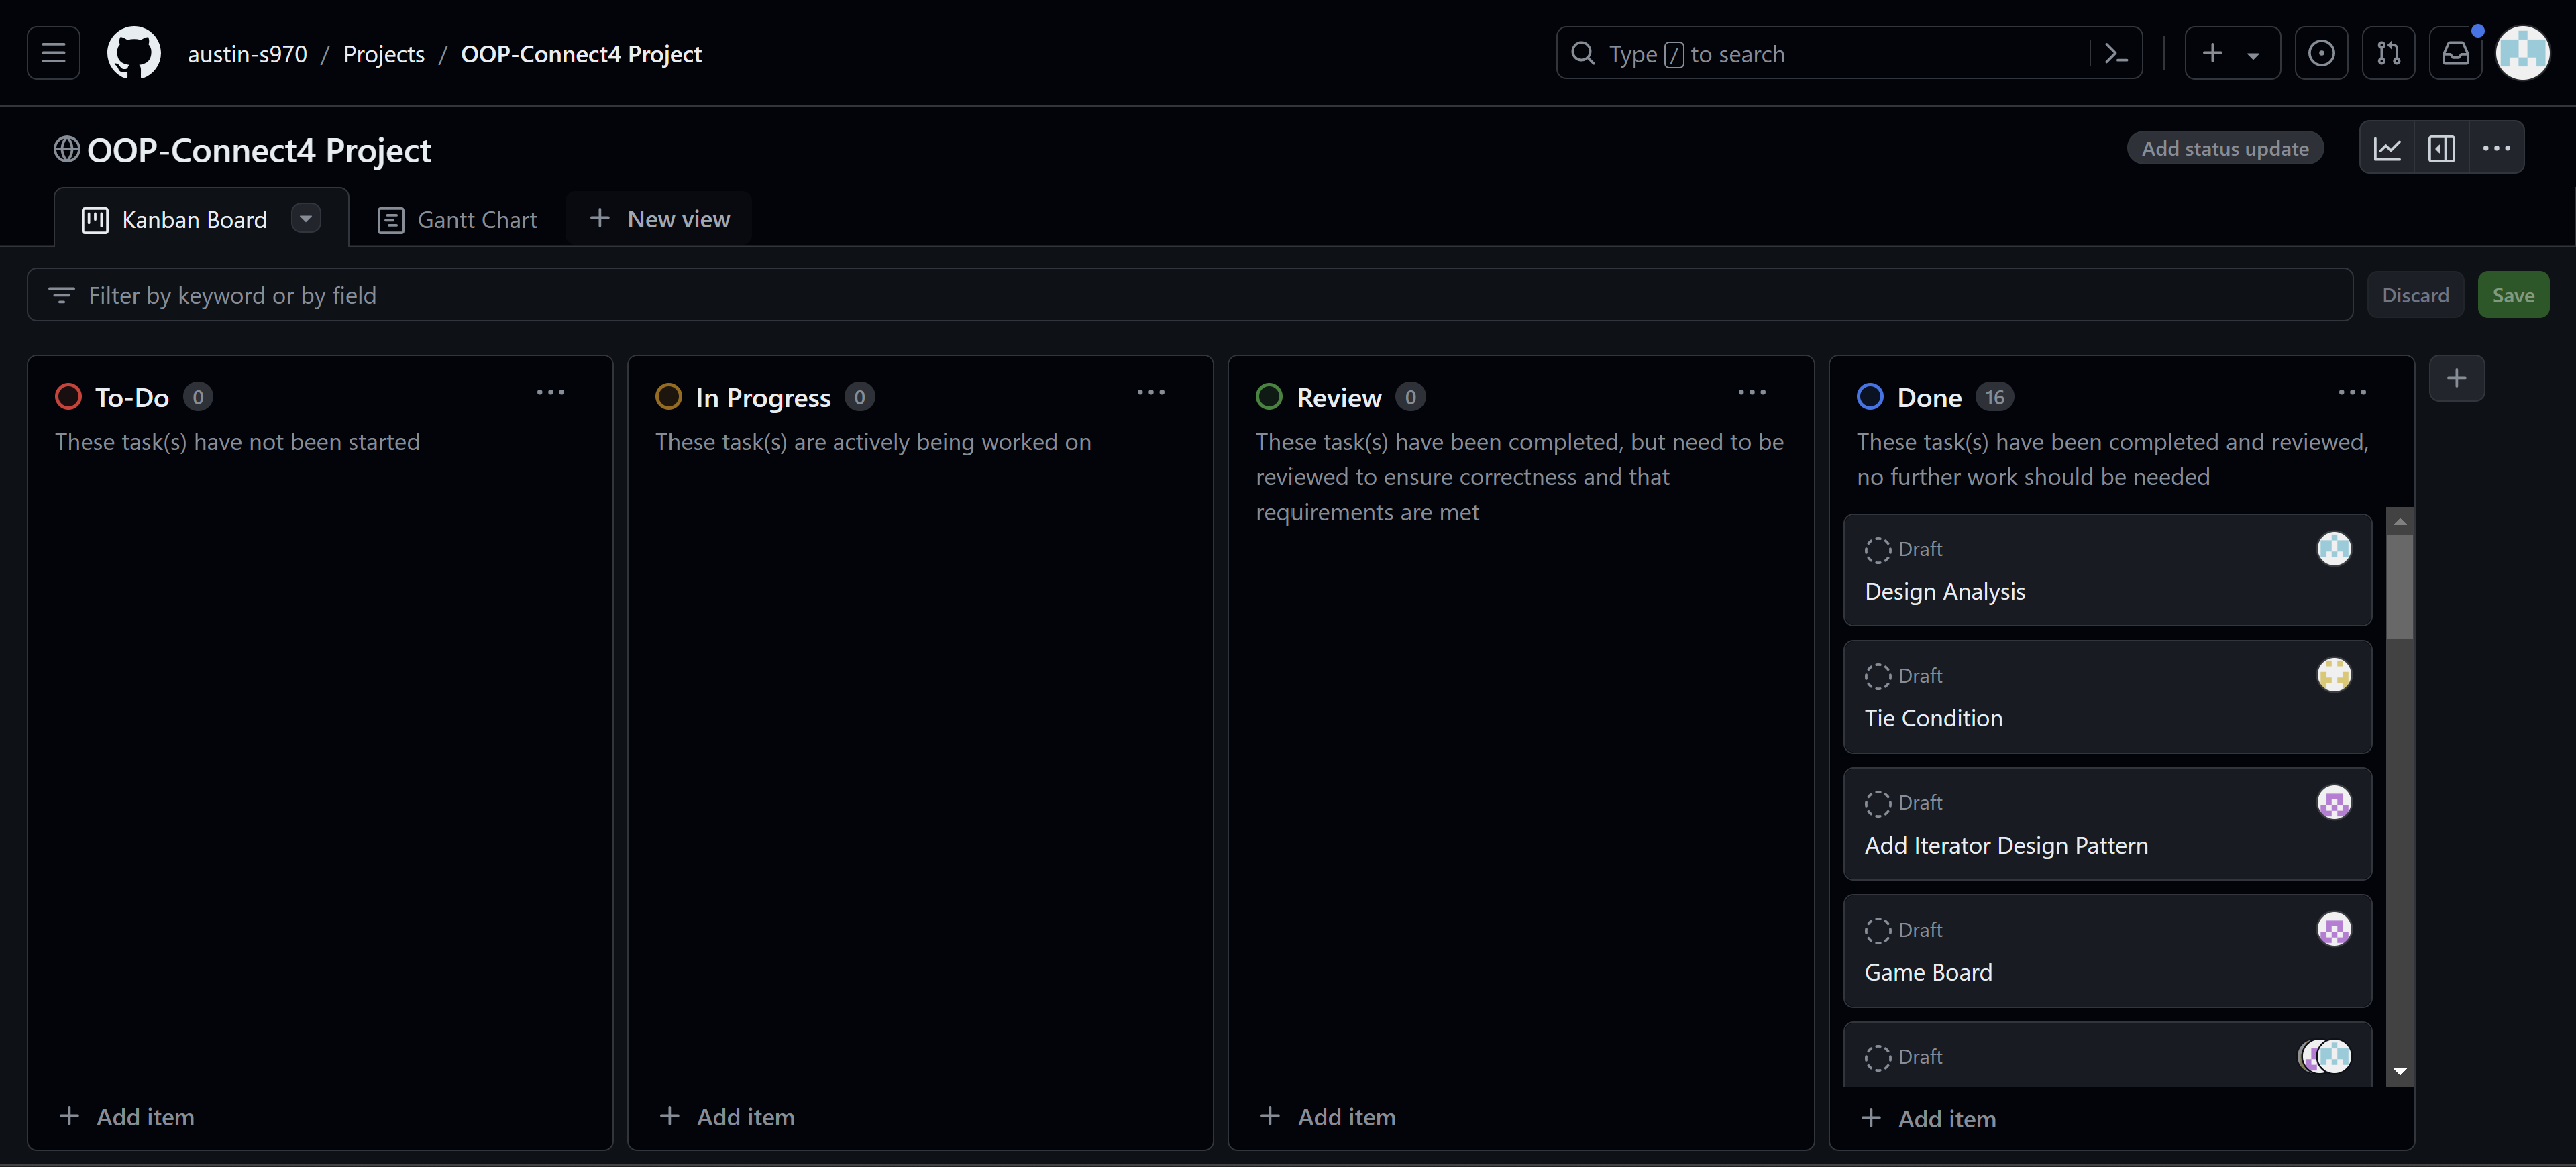 austin-s970 / Projects / OOP-Connect4 Project
Type / to search
OOP-Connect4 Project
Add status update
Kanban Board
Gantt Chart
New view
Filter by keyword or by field
Discard
Save
To-Do 0
These task(s) have not been started
Add item
In Progress 0
These task(s) are actively being worked on
Add item
Review 0
These task(s) have been completed, but need to be
reviewed to ensure correctness and that
requirements are met
Add item
Done 16
These task(s) have been completed and reviewed,
no further work should be needed
Draft
Design Analysis
Draft
Tie Condition
Draft
Add Iterator Design Pattern
Draft
Game Board
Draft
Add item